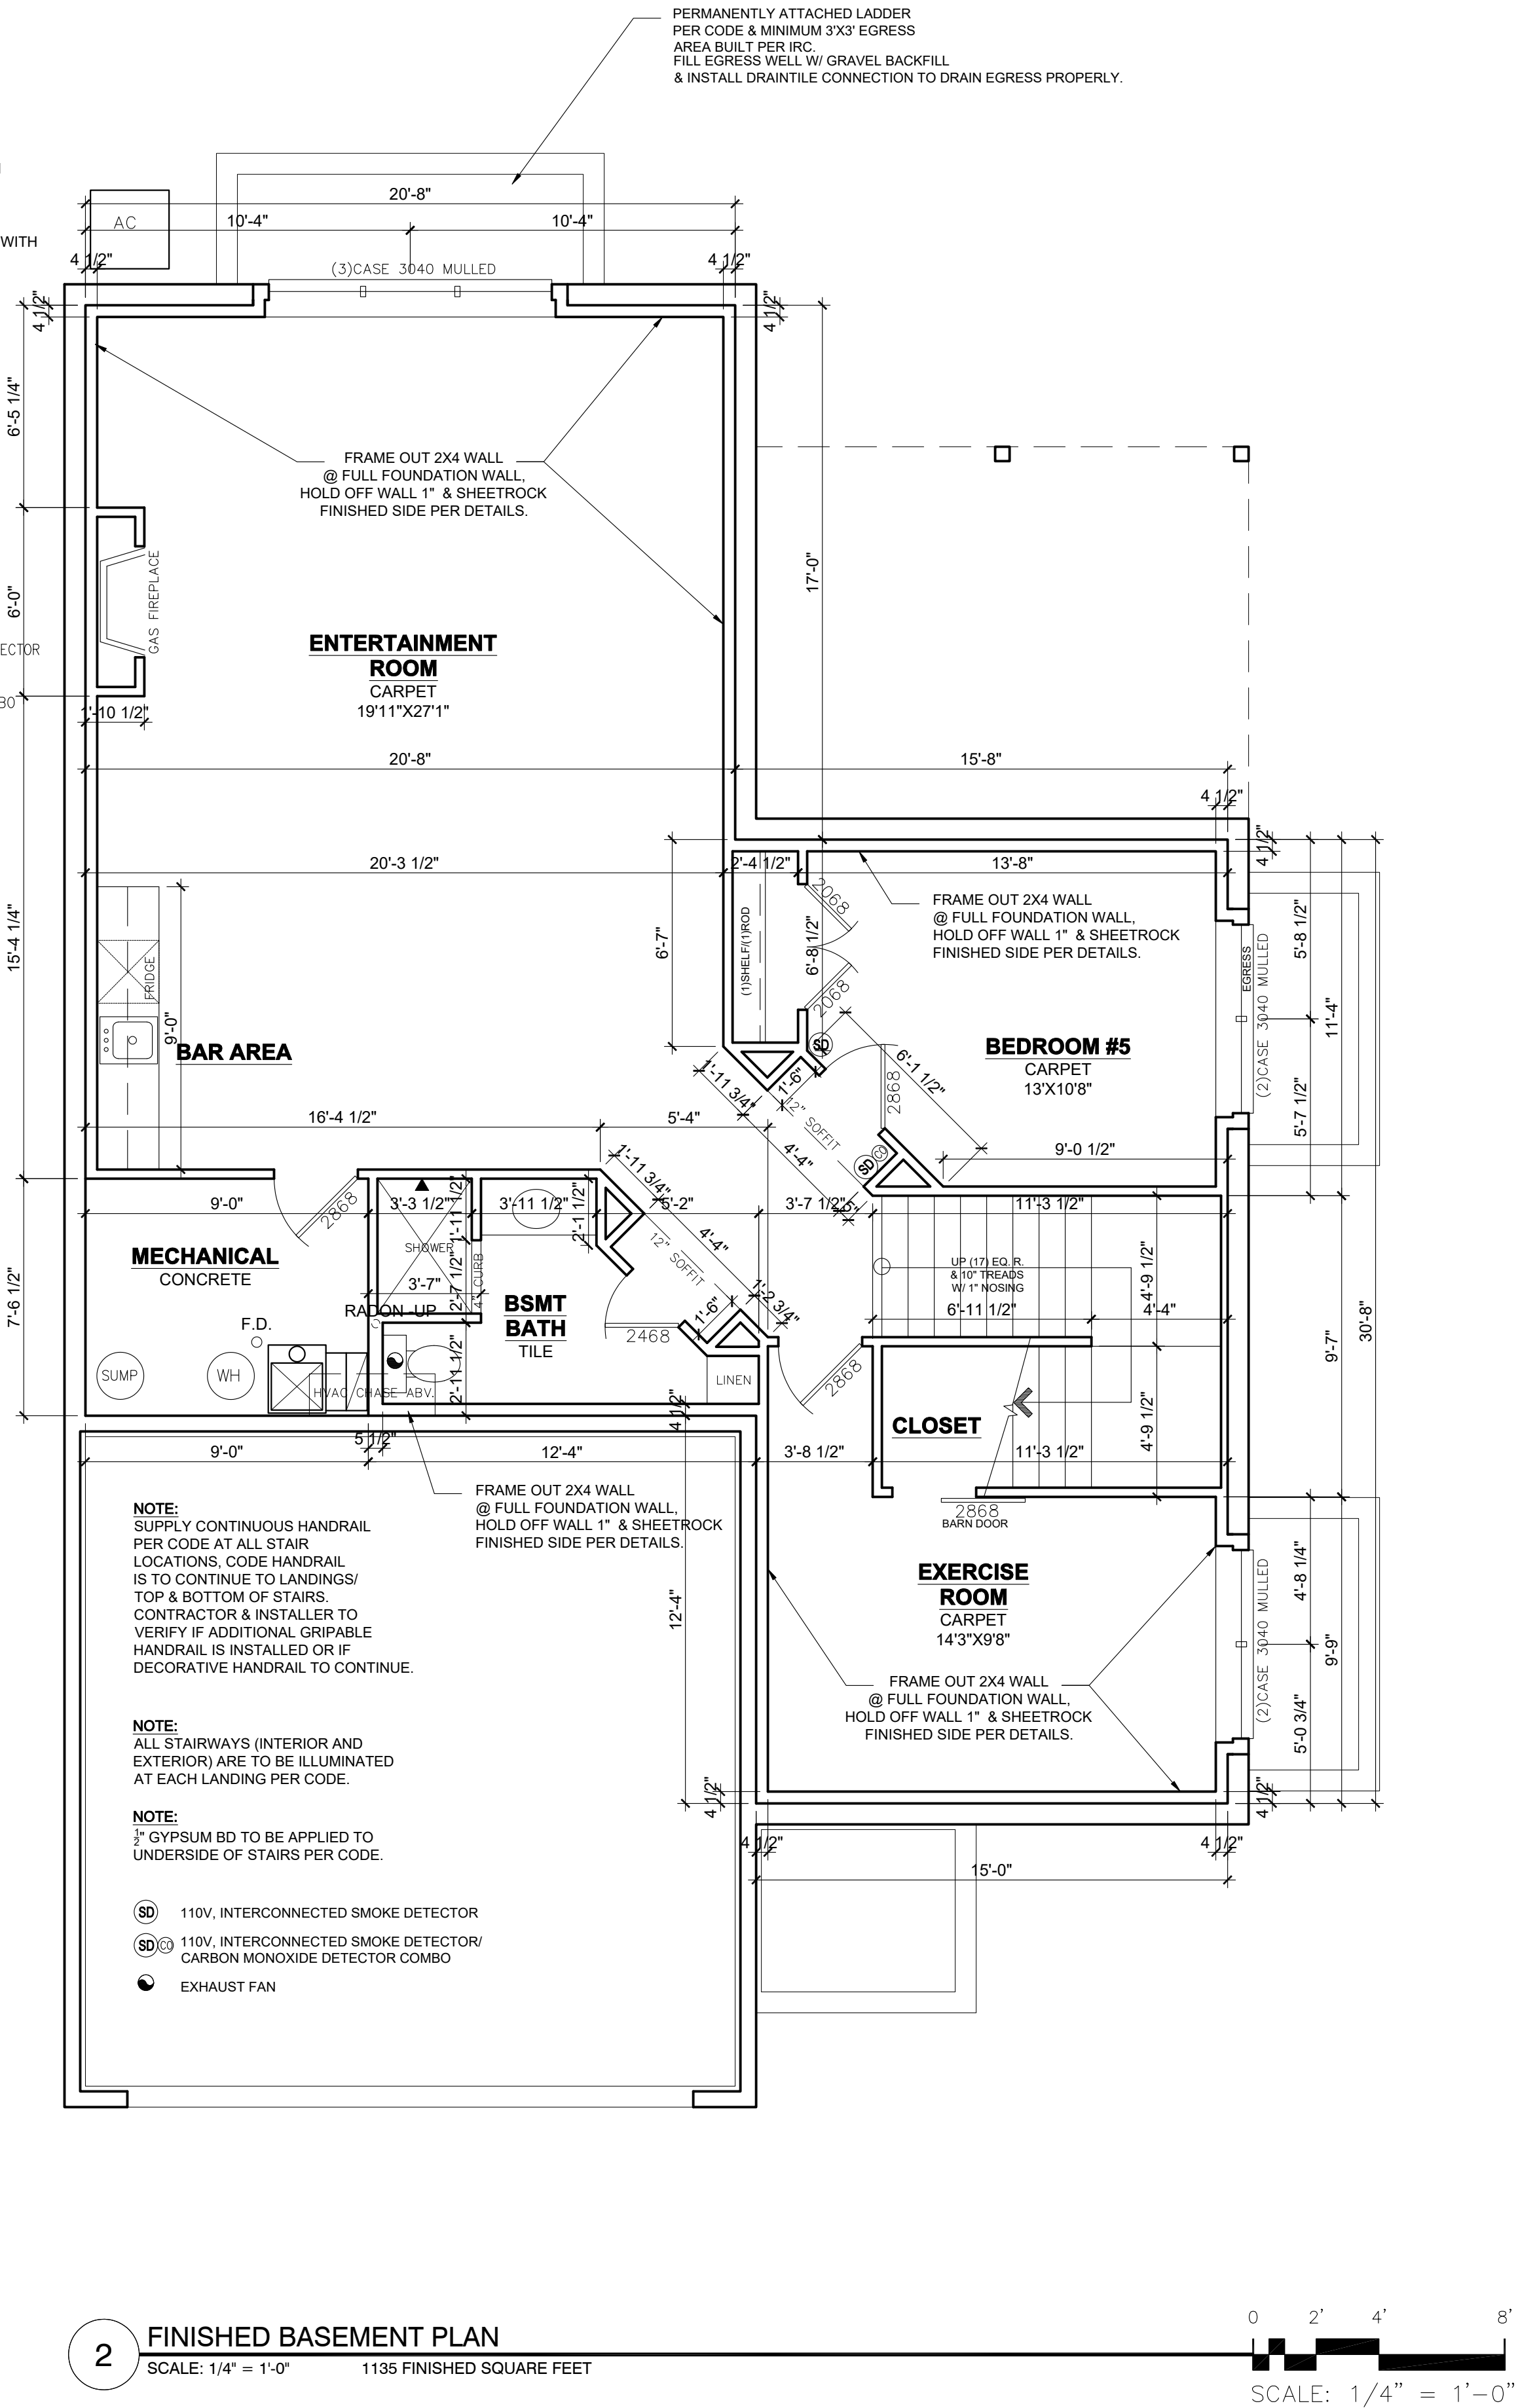 PERMANENTLY ATTACHED LADDER
PER CODE & MINIMUM 3'X3' EGRESS
AREA BUILT PER IRC.
FILL EGRESS WELL W/ GRAVEL BACKFILL
& INSTALL DRAINTILE CONNECTION TO DRAIN EGRESS PROPERLY.
20'-8"
AC
10'-4"
10'-4"
WITH
4 1/2"
(3)CASE 3040 MULLED
4 1/2"
4 1/2"
4 1/2"
6'-5 1/4"
FRAME OUT 2X4 WALL
@ FULL FOUNDATION WALL,
HOLD OFF WALL 1" & SHEETROCK
FINISHED SIDE PER DETAILS.
17'-0"
6'-0"
GAS FIREPLACE
ECTOR
BO
ENTERTAINMENT
ROOM
CARPET
19'11"X27'1"
1'-10 1/2"
20'-8"
15'-8"
4 1/2"
4 1/2"
20'-3 1/2"
2'-4 1/2"
13'-8"
2068
FRAME OUT 2X4 WALL
@ FULL FOUNDATION WALL,
HOLD OFF WALL 1" & SHEETROCK
FINISHED SIDE PER DETAILS.
15'-4 1/4"
6'-7"
(1)SHELF/(1)ROD
6'-8 1/2"
2068
EGRESS
(2)CASE 3040 MULLED
5'-8 1/2"
11'-4"
FRIDGE
9'-0"
BAR AREA
SD
BEDROOM #5
CARPET
13'X10'8"
1'-11 3/4"
1'-6"
2868
6'-1 1/2"
12" SOFFIT
5'-7 1/2"
16'-4 1/2"
5'-4"
4'-4"
SD
CO
9'-0 1/2"
1'-11 3/4"
9'-0"
2868
3'-3 1/2"
1'-11 1/2"
3'-11 1/2"
2'-1 1/2"
5'-2"
3'-7 1/2"
5"
11'-3 1/2"
MECHANICAL
CONCRETE
SHOWER
4'-4"
12" SOFFIT
UP (17) EQ. R.
& 10" TREADS
W/ 1" NOSING
4'-9 1/2"
7'-6 1/2"
3'-7"
2'-7 1/2"
4" CURB
6'-11 1/2"
4'-4"
RADON -UP
BSMT
BATH
TILE
1'-6"
1'-2 3/4"
2468
F.D.
9'-7"
30'-8"
SUMP
WH
HVAC CHASE ABV.
2'-11 1/2"
LINEN
2868
4 1/2"
CLOSET
4'-9 1/2"
5 1/2"
9'-0"
12'-4"
3'-8 1/2"
11'-3 1/2"
FRAME OUT 2X4 WALL
@ FULL FOUNDATION WALL,
HOLD OFF WALL 1" & SHEETROCK
FINISHED SIDE PER DETAILS.
2868
BARN DOOR
NOTE:
SUPPLY CONTINUOUS HANDRAIL
PER CODE AT ALL STAIR
LOCATIONS, CODE HANDRAIL
IS TO CONTINUE TO LANDINGS/
TOP & BOTTOM OF STAIRS.
CONTRACTOR & INSTALLER TO
VERIFY IF ADDITIONAL GRIPABLE
HANDRAIL IS INSTALLED OR IF
DECORATIVE HANDRAIL TO CONTINUE.
12'-4"
EXERCISE
ROOM
CARPET
14'3"X9'8"
(2)CASE 3040 MULLED
4'-8 1/4"
9'-9"
5'-0 3/4"
FRAME OUT 2X4 WALL
@ FULL FOUNDATION WALL,
HOLD OFF WALL 1" & SHEETROCK
FINISHED SIDE PER DETAILS.
NOTE:
ALL STAIRWAYS (INTERIOR AND
EXTERIOR) ARE TO BE ILLUMINATED
AT EACH LANDING PER CODE.
4 1/2"
4 1/2"
NOTE:
1/2" GYPSUM BD TO BE APPLIED TO
UNDERSIDE OF STAIRS PER CODE.
4 1/2"
4 1/2"
15'-0"
SD 110V, INTERCONNECTED SMOKE DETECTOR
SD CO 110V, INTERCONNECTED SMOKE DETECTOR/
CARBON MONOXIDE DETECTOR COMBO
EXHAUST FAN
2
FINISHED BASEMENT PLAN
SCALE: 1/4" = 1'-0"
1135 FINISHED SQUARE FEET
0 2' 4' 8'
SCALE: 1/4" = 1'-0"